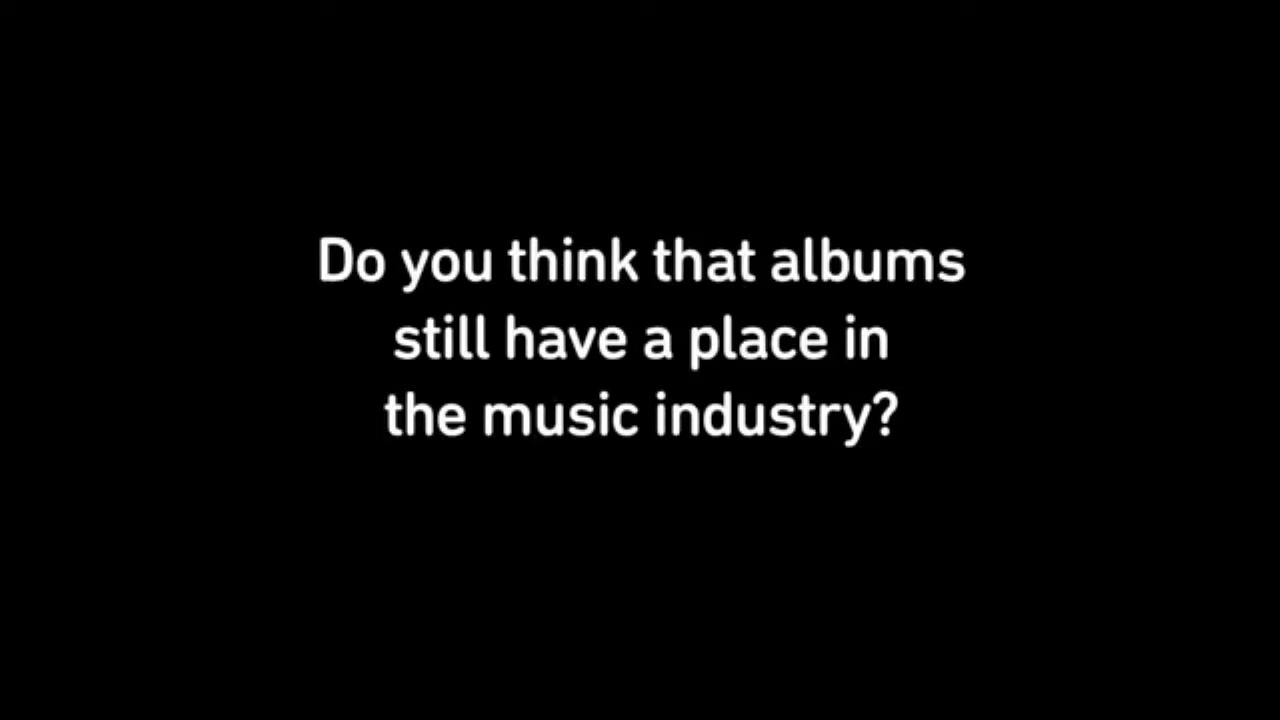 Do you think that albums
still have a place in
the music industry?